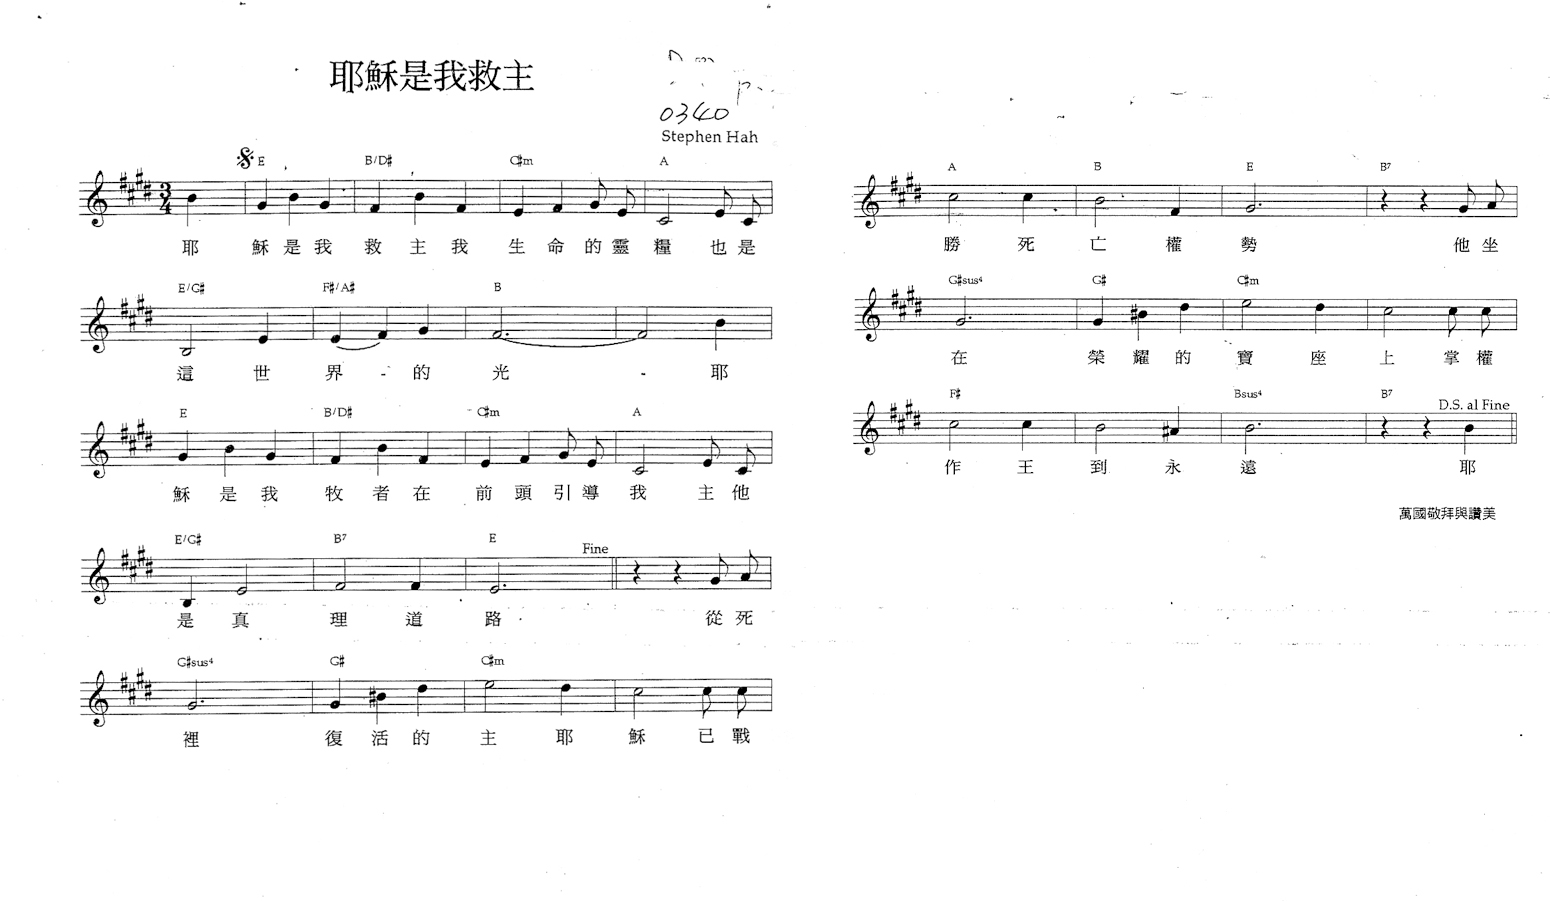 耶穌是我救主
0340
Stephen Hah
E B/D♯ C♯m A
3/4
耶 穌是我 救主我 生命的靈 糧也是
E/G♯ F♯/A♯ B
這世 界-的 光 - 耶
E B/D♯ C♯m A
穌是我 牧者在 前頭引導 我主他
E/G♯ B7 E Fine
是真 理道 路 從死
G♯sus4 G♯ C♯m
裡 復活的 主耶 穌已戰
A B E B7
勝死 亡權 勢 他坐
G♯sus4 G♯ C♯m
在 榮耀的 寶座 上掌權
F♯ Bsus4 B7 D.S. al Fine
作王 到永 遠 耶
萬國敬拜與讚美